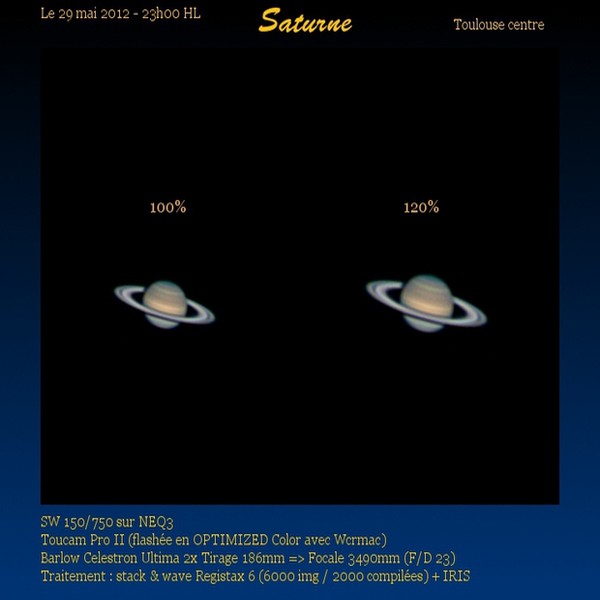 Le 29 mai 2012 - 23h00 HL
Saturne
Toulouse centre
100%
120%
SW 150/750 sur NEQ3
Toucam Pro II (flashée en OPTIMIZED Color avec Wcrmac)
Barlow Celestron Ultima 2x Tirage 186mm => Focale 3490mm (F/D 23)
Traitement : stack & wave Registax 6 (6000 img / 2000 compilées) + IRIS